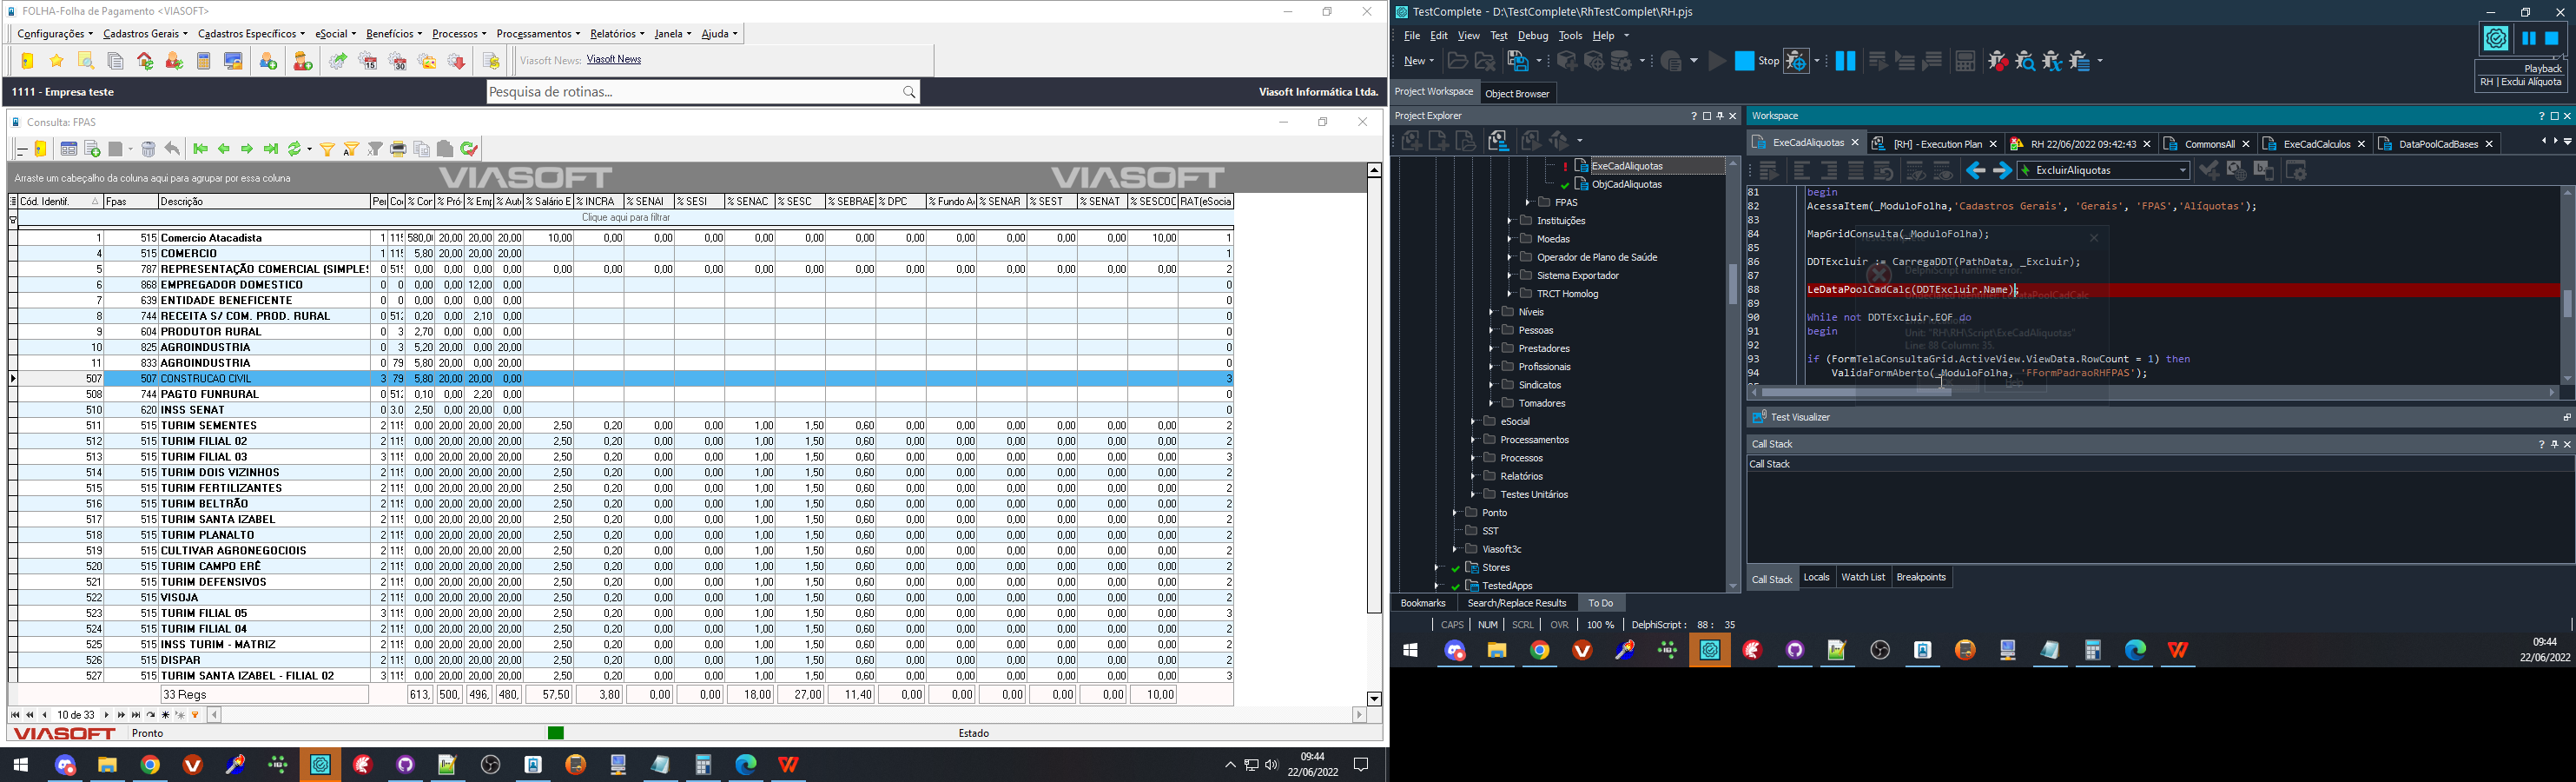 FOLHA-Folha de Pagamento <VIASOFT>
Configurações Cadastros Gerais Cadastros Específicos eSocial Benefícios Processos Processamentos Relatórios Janela Ajuda
Viasoft News: Viasoft News
1111 - Empresa teste
Pesquisa de rotinas...
Viasoft Informática Ltda.
Consulta: FPAS
Arraste um cabeçalho da coluna aqui para agrupar por essa coluna
VIASOFT VIASOFT
Cód. Identif. Fpas Descrição Per Co % Cor % Pró % Emp % Aut % Salário E % INCRA % SENAI % SESI % SENAC % SESC % SEBRAE % DPC % Fundo A % SENAR % SEST % SENAT % SESCOC RAT(eSocia
Clique aqui para filtrar
1 515 Comercio Atacadista 1 115 580,0 20,00 20,00 20,00 10,00 0,00 0,00 0,00 0,00 0,00 0,00 0,00 0,00 0,00 0,00 0,00 10,00 1
4 515 COMERCIO 1 115 5,80 20,00 20,00 20,00 1
5 787 REPRESENTAÇÃO COMERCIAL (SIMPLES 0 515 0,00 0,00 0,00 0,00 0,00 0,00 0,00 0,00 0,00 0,00 0,00 0,00 0,00 0,00 0,00 0,00 0,00 2
6 868 EMPREGADOR DOMESTICO 0 0 0,00 0,00 12,00 0,00 0
7 639 ENTIDADE BENEFICENTE 0 0 0,00 0,00 0,00 0,00 0
8 744 RECEITA S/ COM. PROD. RURAL 0 512 0,20 0,00 2,10 0,00 0
9 604 PRODUTOR RURAL 0 3 2,70 0,00 0,00 0,00 0
10 825 AGROINDUSTRIA 0 3 5,20 20,00 0,00 20,00 0
11 833 AGROINDUSTRIA 0 79 5,80 20,00 0,00 20,00 0
507 507 CONSTRUCAO CIVIL 3 79 5,80 20,00 20,00 0,00 3
508 744 PAGTO FUNRURAL 0 512 0,10 0,00 2,20 0,00 0
510 620 INSS SENAT 0 3.0 2,50 0,00 20,00 0,00 0
511 515 TURIM SEMENTES 2 115 0,00 20,00 20,00 20,00 2,50 0,20 0,00 0,00 1,00 1,50 0,60 0,00 0,00 0,00 0,00 0,00 0,00 2
512 515 TURIM FILIAL 02 2 115 0,00 20,00 20,00 20,00 2,50 0,20 0,00 0,00 1,00 1,50 0,60 0,00 0,00 0,00 0,00 0,00 0,00 2
513 515 TURIM FILIAL 03 3 115 0,00 20,00 20,00 20,00 2,50 0,20 0,00 0,00 1,00 1,50 0,60 0,00 0,00 0,00 0,00 0,00 0,00 3
514 515 TURIM DOIS VIZINHOS 2 115 0,00 20,00 20,00 20,00 2,50 0,20 0,00 0,00 1,00 1,50 0,60 0,00 0,00 0,00 0,00 0,00 0,00 2
515 515 TURIM FERTILIZANTES 2 115 0,00 20,00 20,00 20,00 2,50 0,20 0,00 0,00 1,00 1,50 0,60 0,00 0,00 0,00 0,00 0,00 0,00 2
516 515 TURIM BELTRÃO 2 115 0,00 20,00 20,00 20,00 2,50 0,20 0,00 0,00 1,00 1,50 0,60 0,00 0,00 0,00 0,00 0,00 0,00 2
517 515 TURIM SANTA IZABEL 2 115 0,00 20,00 20,00 20,00 2,50 0,20 0,00 0,00 1,00 1,50 0,60 0,00 0,00 0,00 0,00 0,00 0,00 2
518 515 TURIM PLANALTO 2 115 0,00 20,00 20,00 20,00 2,50 0,20 0,00 0,00 1,00 1,50 0,60 0,00 0,00 0,00 0,00 0,00 0,00 2
519 515 CULTIVAR AGRONEGOCIOIS 2 115 0,00 20,00 20,00 20,00 2,50 0,20 0,00 0,00 1,00 1,50 0,60 0,00 0,00 0,00 0,00 0,00 0,00 2
520 515 TURIM CAMPO ERÊ 2 115 0,00 20,00 20,00 20,00 2,50 0,20 0,00 0,00 1,00 1,50 0,60 0,00 0,00 0,00 0,00 0,00 0,00 2
521 515 TURIM DEFENSIVOS 2 115 0,00 20,00 20,00 20,00 2,50 0,20 0,00 0,00 1,00 1,50 0,60 0,00 0,00 0,00 0,00 0,00 0,00 2
522 515 VISOJA 2 115 0,00 20,00 20,00 20,00 2,50 0,20 0,00 0,00 1,00 1,50 0,60 0,00 0,00 0,00 0,00 0,00 0,00 2
523 515 TURIM FILIAL 05 3 115 0,00 20,00 20,00 20,00 2,50 0,20 0,00 0,00 1,00 1,50 0,60 0,00 0,00 0,00 0,00 0,00 0,00 3
524 515 TURIM FILIAL 04 2 115 0,00 20,00 20,00 20,00 2,50 0,20 0,00 0,00 1,00 1,50 0,60 0,00 0,00 0,00 0,00 0,00 0,00 2
525 515 INSS TURIM - MATRIZ 2 115 0,00 20,00 20,00 20,00 2,50 0,20 0,00 0,00 1,00 1,50 0,60 0,00 0,00 0,00 0,00 0,00 0,00 2
526 515 DISPAR 2 115 0,00 20,00 20,00 20,00 2,50 0,20 0,00 0,00 1,00 1,50 0,60 0,00 0,00 0,00 0,00 0,00 0,00 2
527 515 TURIM SANTA IZABEL - FILIAL 02 3 115 0,00 20,00 20,00 20,00 2,50 0,20 0,00 0,00 1,00 1,50 0,60 0,00 0,00 0,00 0,00 0,00 0,00 3
33 Regs 613, 500, 496, 480, 57,50 3,80 0,00 0,00 18,00 27,00 11,40 0,00 0,00 0,00 0,00 0,00 10,00
10 de 33
VIASOFT Pronto Estado
09:44
22/06/2022
TestComplete - D:\TestComplete\RhTestComplet\RH.pjs
File Edit View Test Debug Tools Help
New Stop
Playback
RH | Exclui Alíquota
Project Workspace Object Browser
Project Explorer
ExeCadAliquotas
ObjCadAliquotas
FPAS
Instituições
Moedas
Operador de Plano de Saúde
Sistema Exportador
TRCT Homolog
Níveis
Pessoas
Prestadores
Profissionais
Sindicatos
Tomadores
eSocial
Processamentos
Processos
Relatórios
Testes Unitários
Ponto
SST
Viasoft3c
Stores
TestedApps
Bookmarks Search/Replace Results To Do
Workspace
ExeCadAliquotas [RH] - Execution Plan RH 22/06/2022 09:42:43 CommonsAll ExeCadCalculos DataPoolCadBases
ExcluirAliquotas
81 begin
82 AcessaItem(_ModuloFolha,'Cadastros Gerais', 'Gerais', 'FPAS','Alíquotas');
83
84 MapGridConsulta(_ModuloFolha);
85
86 DDTExcluir := CarregaDDT(PathData, _Excluir);
87
88 LeDataPoolCadCalc(DDTExcluir.Name);
89
90 While not DDTExcluir.EOF do
91 begin
92
93 if (FormTelaConsultaGrid.ActiveView.ViewData.RowCount = 1) then
94 ValidaFormAberto(_ModuloFolha, 'FFormPadraoRHFPAS');
TestComplete
DelphiScript runtime error.
Undeclared identifier: LeDataPoolCadCalc
Unit: "RH\RH\Script\ExeCadAliquotas"
Line: 88 Column: 35.
Help
Test Visualizer
Call Stack
Call Stack
Call Stack Locals Watch List Breakpoints
CAPS NUM SCRL OVR 100 % DelphiScript : 88 : 35
09:44
22/06/2022